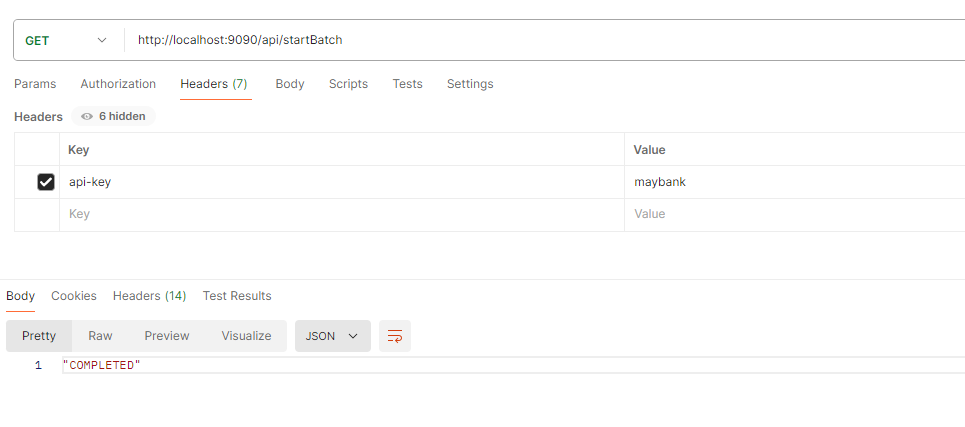 GET http://localhost:9090/api/startBatch
Params Authorization Headers (7) Body Scripts Tests Settings
Headers 6 hidden
Key Value
api-key maybank
Key Value
Body Cookies Headers (14) Test Results
Pretty Raw Preview Visualize JSON
1 "COMPLETED"